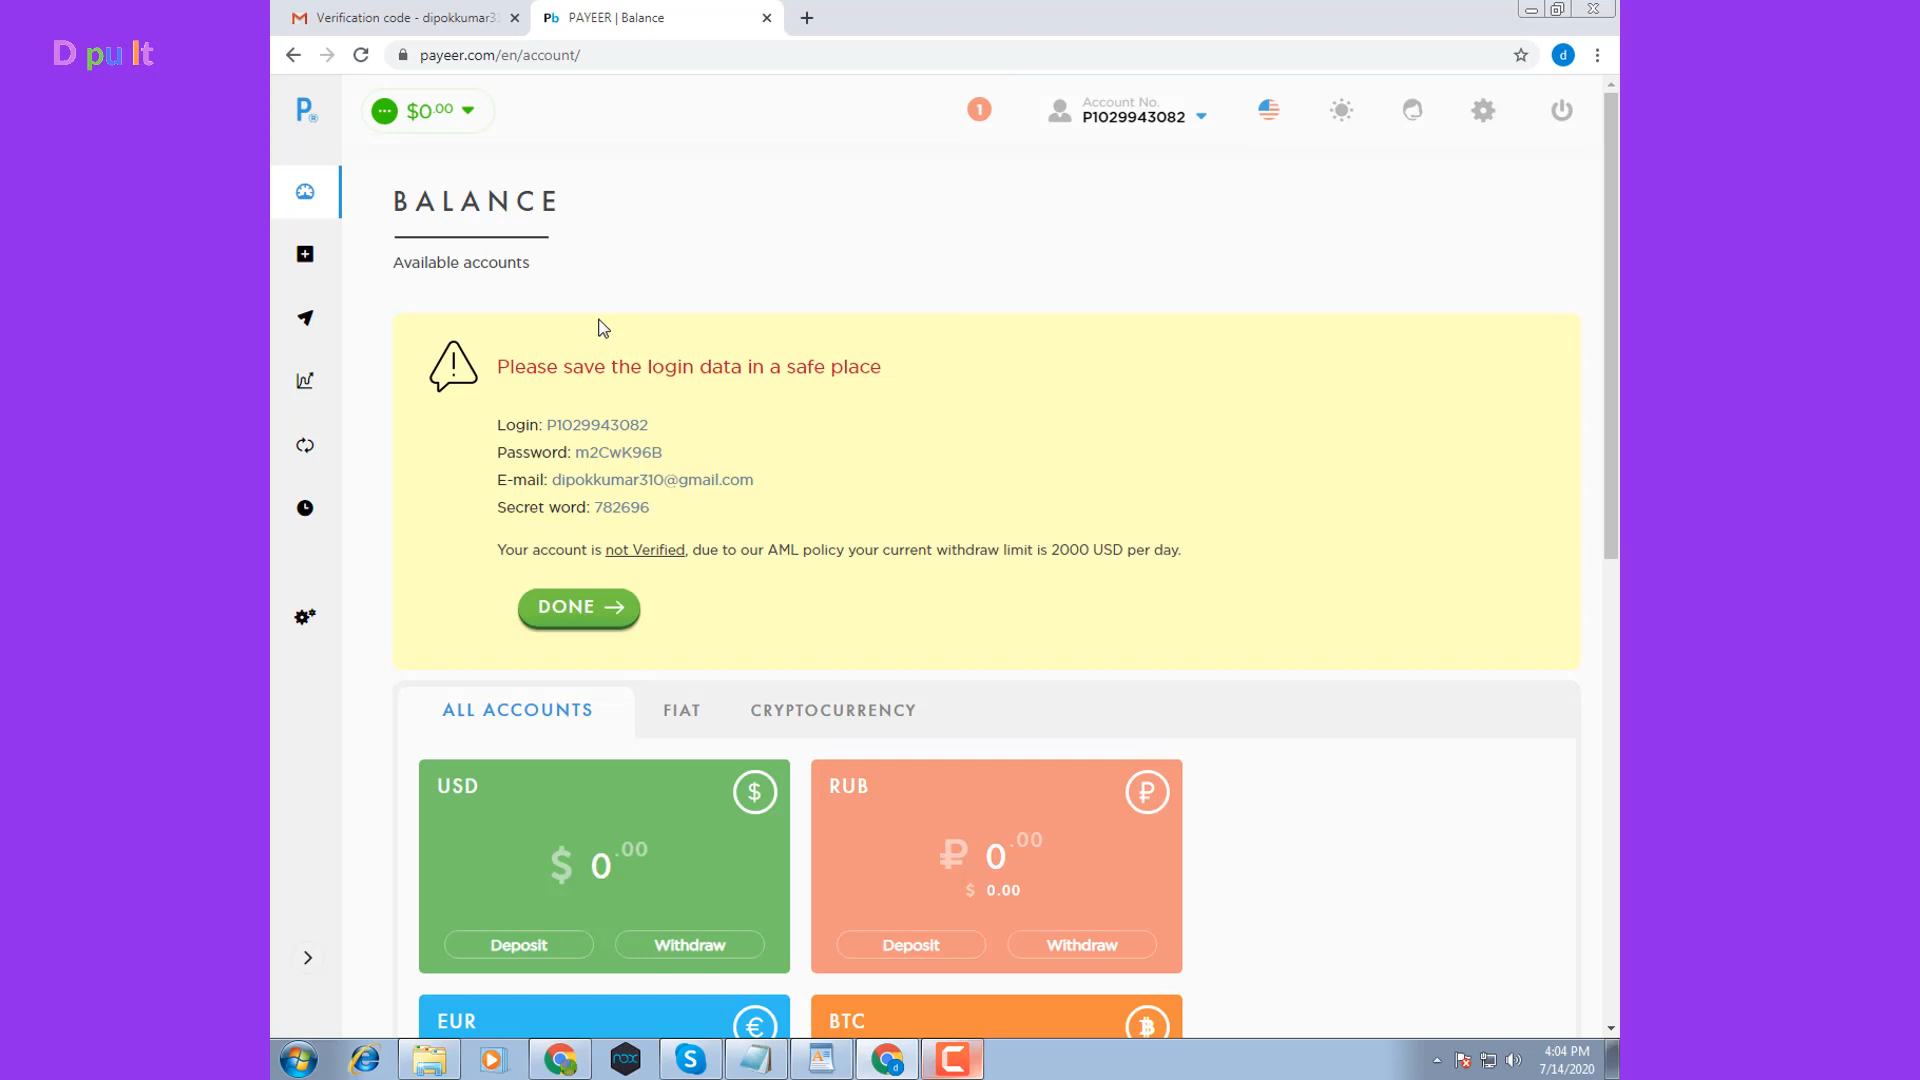 D pu It
Verification code - dipokkumar3
PAYEER | Balance
payeer.com/en/account/
d
$0.00
1
Account No.
P1029943082
BALANCE
Available accounts
Please save the login data in a safe place
Login: P1029943082
Password: m2CwK96B
E-mail: dipokkumar310@gmail.com
Secret word: 782696
Your account is not Verified, due to our AML policy your current withdraw limit is 2000 USD per day.
DONE →
ALL ACCOUNTS FIAT CRYPTOCURRENCY
USD
$ 0.00
Deposit Withdraw
RUB
₽ 0.00
$ 0.00
Deposit Withdraw
EUR
BTC
4:04 PM
7/14/2020